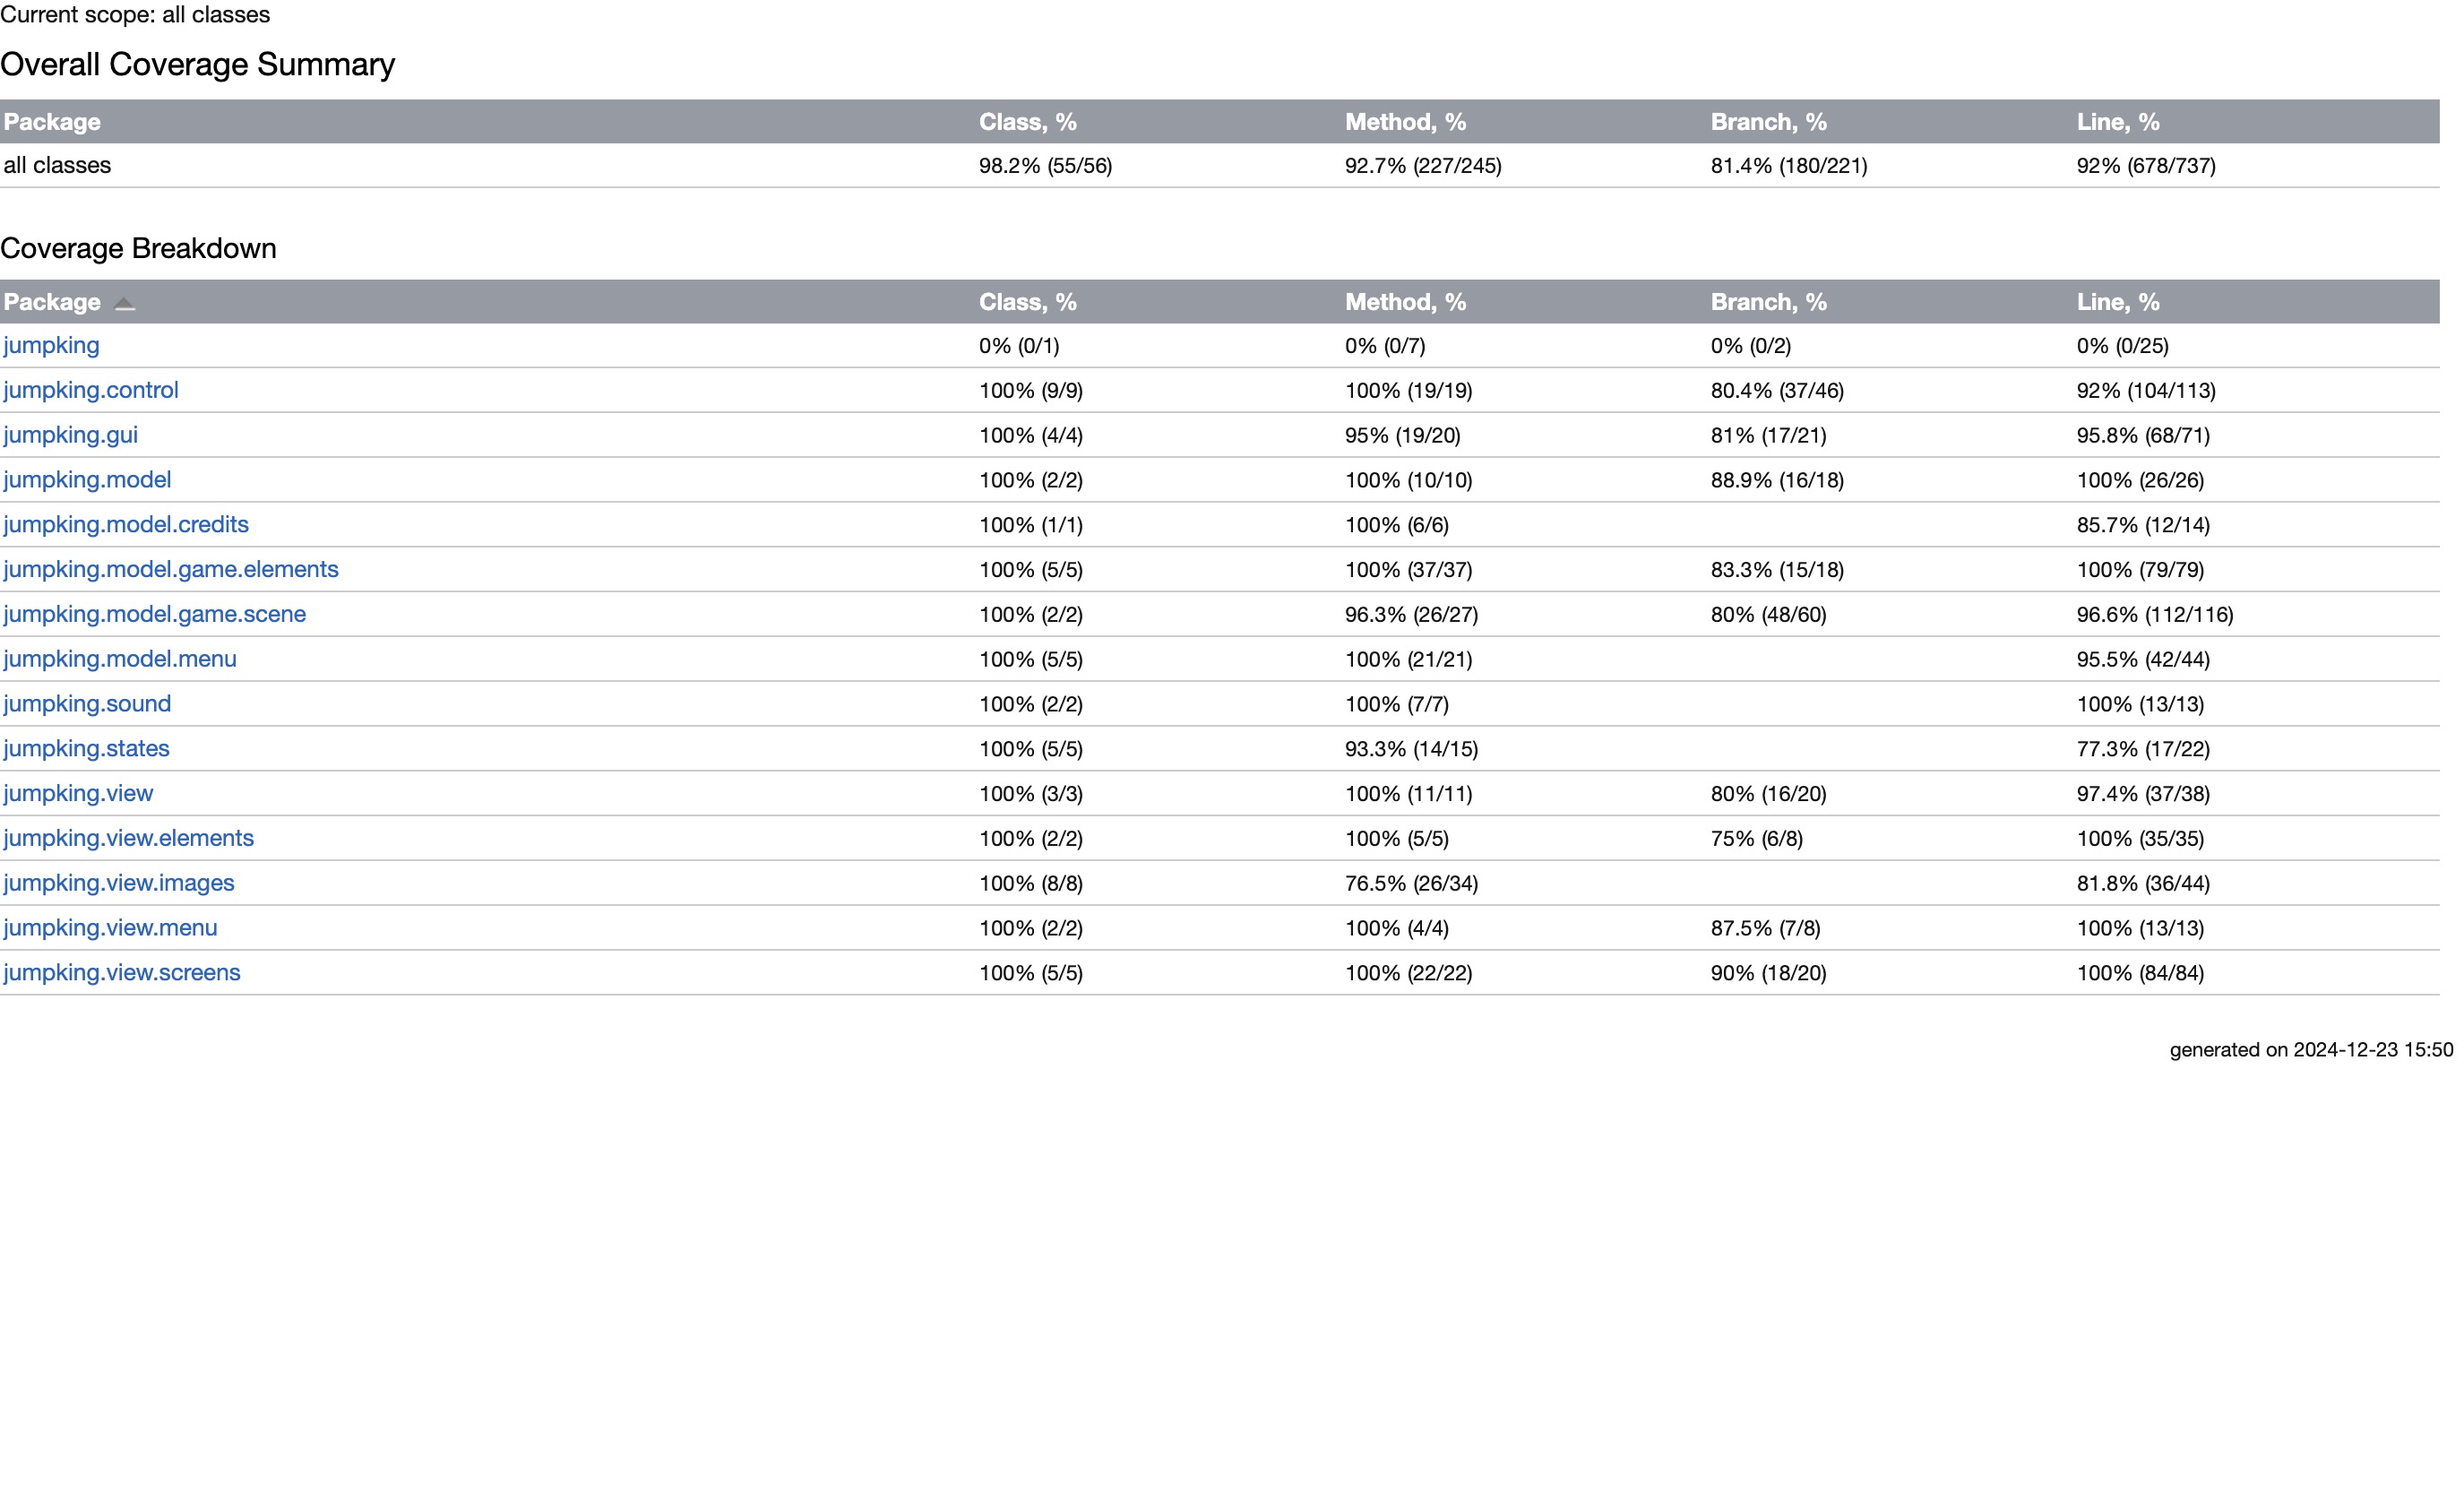 Current scope: all classes
Overall Coverage Summary
Package Class, % Method, % Branch, % Line, %
all classes 98.2% (55/56) 92.7% (227/245) 81.4% (180/221) 92% (678/737)
Coverage Breakdown
Package Class, % Method, % Branch, % Line, %
jumpking 0% (0/1) 0% (0/7) 0% (0/2) 0% (0/25)
jumpking.control 100% (9/9) 100% (19/19) 80.4% (37/46) 92% (104/113)
jumpking.gui 100% (4/4) 95% (19/20) 81% (17/21) 95.8% (68/71)
jumpking.model 100% (2/2) 100% (10/10) 88.9% (16/18) 100% (26/26)
jumpking.model.credits 100% (1/1) 100% (6/6) 85.7% (12/14)
jumpking.model.game.elements 100% (5/5) 100% (37/37) 83.3% (15/18) 100% (79/79)
jumpking.model.game.scene 100% (2/2) 96.3% (26/27) 80% (48/60) 96.6% (112/116)
jumpking.model.menu 100% (5/5) 100% (21/21) 95.5% (42/44)
jumpking.sound 100% (2/2) 100% (7/7) 100% (13/13)
jumpking.states 100% (5/5) 93.3% (14/15) 77.3% (17/22)
jumpking.view 100% (3/3) 100% (11/11) 80% (16/20) 97.4% (37/38)
jumpking.view.elements 100% (2/2) 100% (5/5) 75% (6/8) 100% (35/35)
jumpking.view.images 100% (8/8) 76.5% (26/34) 81.8% (36/44)
jumpking.view.menu 100% (2/2) 100% (4/4) 87.5% (7/8) 100% (13/13)
jumpking.view.screens 100% (5/5) 100% (22/22) 90% (18/20) 100% (84/84)
generated on 2024-12-23 15:50